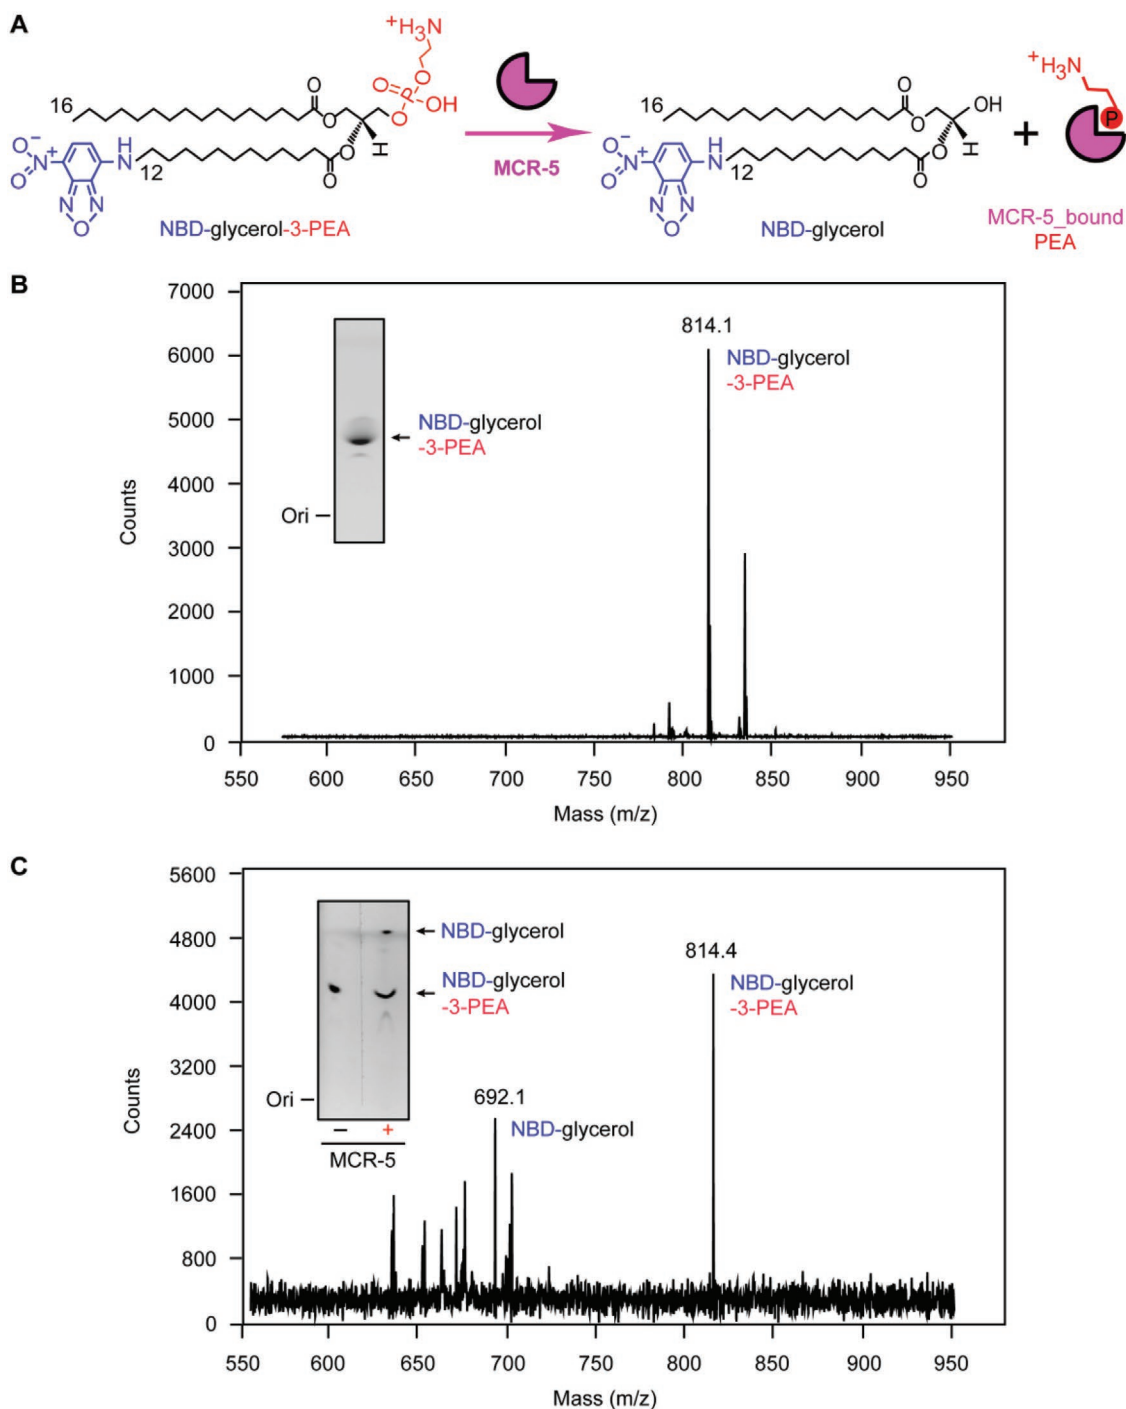 A
+H3N
O
O
P
OH
O
16
O
O
O
O
H
O−
N+
O
H
N
12
N
N
O
NBD-glycerol-3-PEA
MCR-5
16
O
OH
O
O
O
H
O−
N+
O
H
N
12
N
N
O
NBD-glycerol
+
+H3N
P
MCR-5_bound
PEA
B
7000
6000
5000
4000
3000
2000
1000
0
Counts
550 600 650 700 750 800 850 900 950
Mass (m/z)
Ori
NBD-glycerol
-3-PEA
814.1
NBD-glycerol
-3-PEA
C
5600
4800
4000
3200
2400
1600
800
0
Counts
550 600 650 700 750 800 850 900 950
Mass (m/z)
NBD-glycerol
NBD-glycerol
-3-PEA
Ori
− +
MCR-5
692.1
NBD-glycerol
814.4
NBD-glycerol
-3-PEA